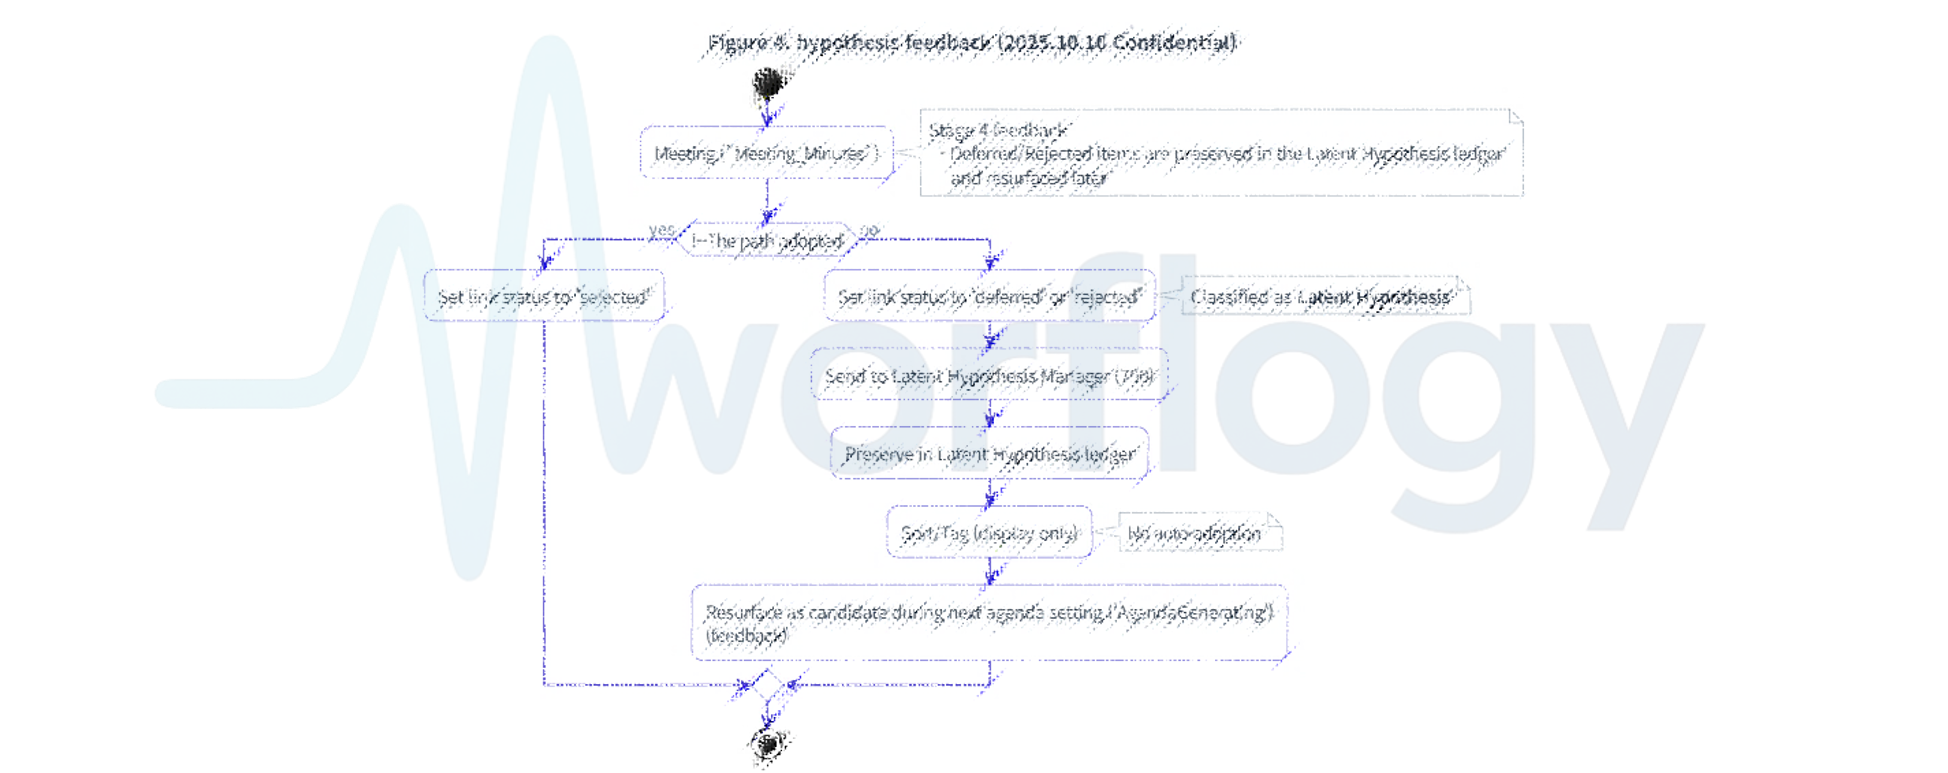 Figure 4. hypothesis feedback (2025.10.10 Confidential)
Meeting (`Meeting_Minutes`)
Stage 4 feedback
- Deferred/Rejected items are preserved in the Latent Hypothesis ledger
and resurfaced later
yes
The path adopted
no
Set link status to "selected"
Set link status to "deferred" or "rejected"
Classified as Latent Hypothesis
Send to Latent Hypothesis Manager (700)
Preserve in Latent Hypothesis ledger
Sort/Tag (display only)
No auto-adoption
Resurface as candidate during next agenda setting ('AgendaGenerating')
(feedback)
worflogy